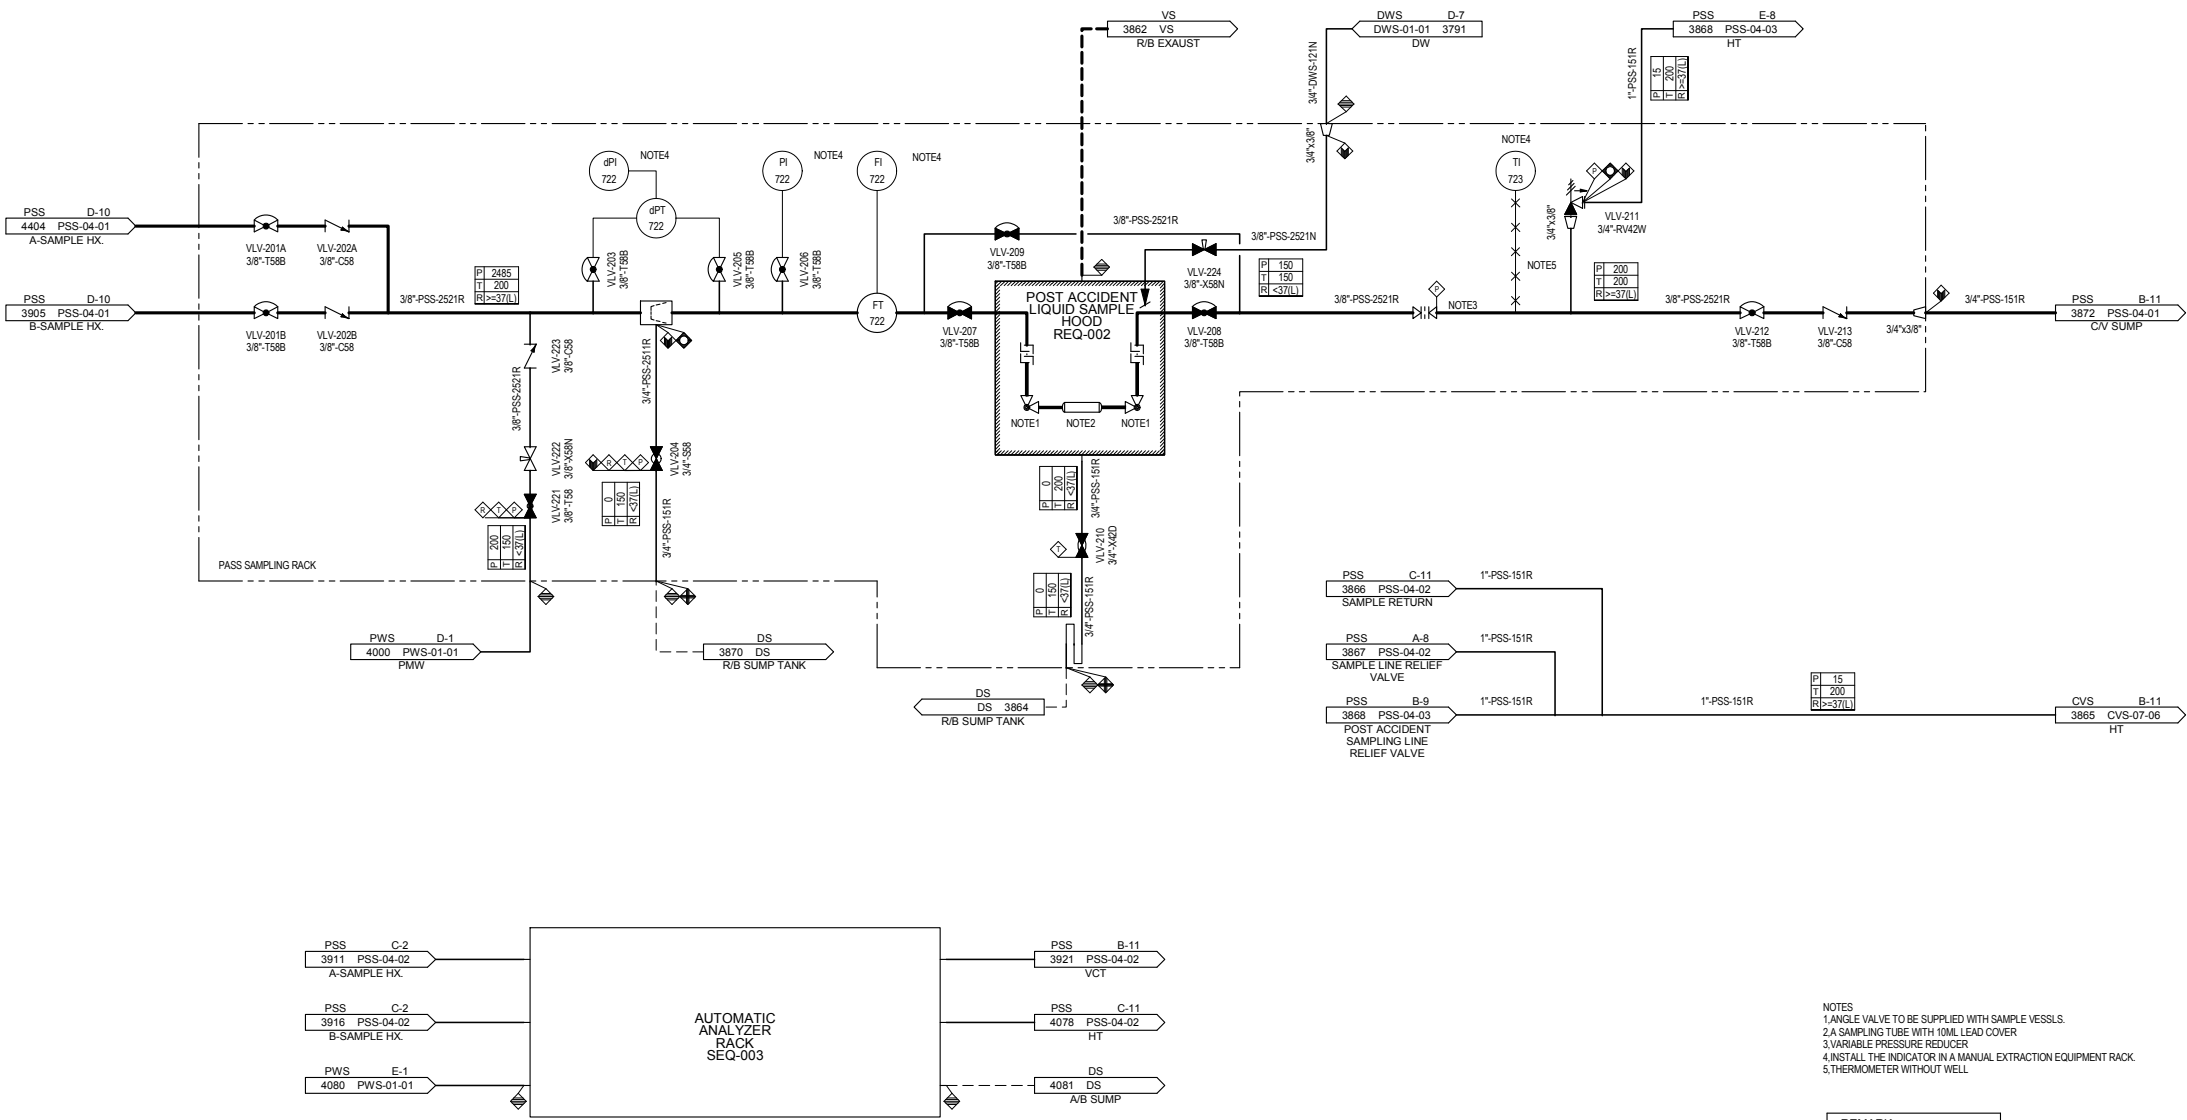 VS
3862 VS
R/B EXAUST
DWS D-7
DWS-01-01 3791
DW
PSS E-8
3868 PSS-04-03
HT
3/4"-DWS-121N
1"-PSS-151R
P 15
T 200
R >=37(L)
3/4"x3/8"
dPI
722
NOTE4
dPT
722
PI
722
NOTE4
FI
722
NOTE4
NOTE4
TI
723
P
VLV-211
3/4"-RV42W
3/4"x3/8"
PSS D-10
4404 PSS-04-01
A-SAMPLE HX.
VLV-201A
3/8"-T58B
VLV-202A
3/8"-C58
PSS D-10
3905 PSS-04-01
B-SAMPLE HX.
VLV-201B
3/8"-T58B
VLV-202B
3/8"-C58
3/8"-PSS-2521R
P 2485
T 200
R >=37(L)
VLV-203
3/8"-T58B
VLV-205
3/8"-T58B
VLV-206
3/8"-T58B
FT
722
VLV-207
3/8"-T58B
VLV-209
3/8"-T58B
3/8"-PSS-2521R
3/8"-PSS-2521N
VLV-224
3/8"-X58N
P 150
T 150
R <37(L)
POST ACCIDENT
LIQUID SAMPLE
HOOD
REQ-002
NOTE1
NOTE2
NOTE1
VLV-208
3/8"-T58B
3/8"-PSS-2521R
P
NOTE3
NOTE5
P 200
T 200
R >=37(L)
3/8"-PSS-2521R
VLV-212
3/8"-T58B
VLV-213
3/8"-C58
3/4"x3/8"
3/4"-PSS-151R
PSS B-11
3872 PSS-04-01
C/V SUMP
VLV-223
3/8"-C58
3/8"-PSS-2521R
VLV-222
3/8"-X58N
VLV-221
3/8"-T58
R T P
P 200
T 150
R <37(L)
3/4"-PSS-2511R
R T P
VLV-204
3/4"-S58
P 0
T 150
R <37(L)
3/4"-PSS-151R
P 0
T 200
R <37(L)
3/4"-PSS-151R
T
VLV-210
3/4"-X42D
P 0
T 150
R <37(L)
3/4"-PSS-151R
PASS SAMPLING RACK
PWS D-1
4000 PWS-01-01
PMW
DS
3870 DS
R/B SUMP TANK
DS
DS 3864
R/B SUMP TANK
PSS C-11
3866 PSS-04-02
SAMPLE RETURN
1"-PSS-151R
PSS A-8
3867 PSS-04-02
SAMPLE LINE RELIEF
VALVE
1"-PSS-151R
PSS B-9
3868 PSS-04-03
POST ACCIDENT
SAMPLING LINE
RELIEF VALVE
1"-PSS-151R
1"-PSS-151R
P 15
T 200
R >=37(L)
CVS B-11
3865 CVS-07-06
HT
PSS C-2
3911 PSS-04-02
A-SAMPLE HX.
PSS C-2
3916 PSS-04-02
B-SAMPLE HX.
PWS E-1
4080 PWS-01-01
AUTOMATIC
ANALYZER
RACK
SEQ-003
PSS B-11
3921 PSS-04-02
VCT
PSS C-11
4078 PSS-04-02
HT
DS
4081 DS
A/B SUMP
NOTES
1,ANGLE VALVE TO BE SUPPLIED WITH SAMPLE VESSLS.
2,A SAMPLING TUBE WITH 10ML LEAD COVER
3,VARIABLE PRESSURE REDUCER
4,INSTALL THE INDICATOR IN A MANUAL EXTRACTION EQUIPMENT RACK.
5,THERMOMETER WITHOUT WELL